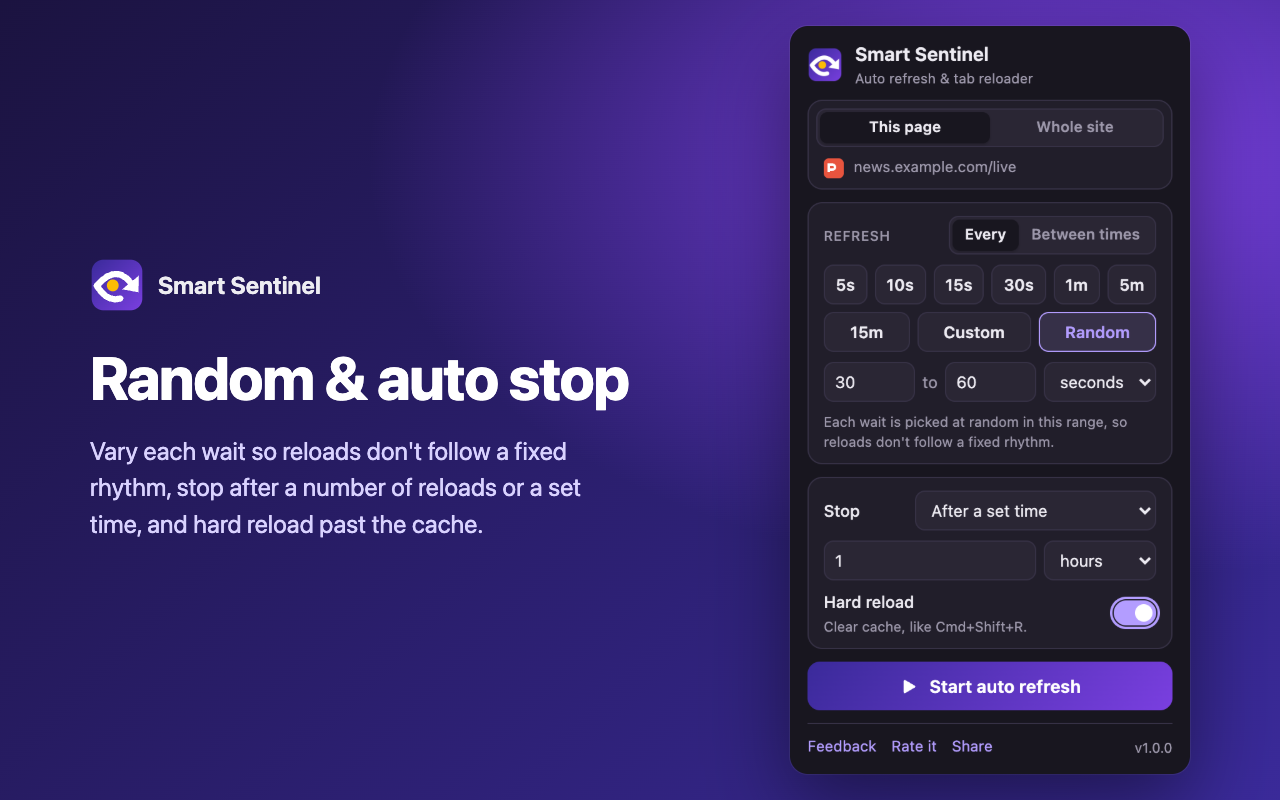 Smart Sentinel
Random & auto stop
Vary each wait so reloads don't follow a fixed
rhythm, stop after a number of reloads or a set
time, and hard reload past the cache.
Smart Sentinel
Auto refresh & tab reloader
This page Whole site
P news.example.com/live
REFRESH Every Between times
5s 10s 15s 30s 1m 5m
15m Custom Random
30 to 60 seconds
Each wait is picked at random in this range, so
reloads don't follow a fixed rhythm.
Stop After a set time
1 hours
Hard reload
Clear cache, like Cmd+Shift+R.
Start auto refresh
Feedback Rate it Share v1.0.0